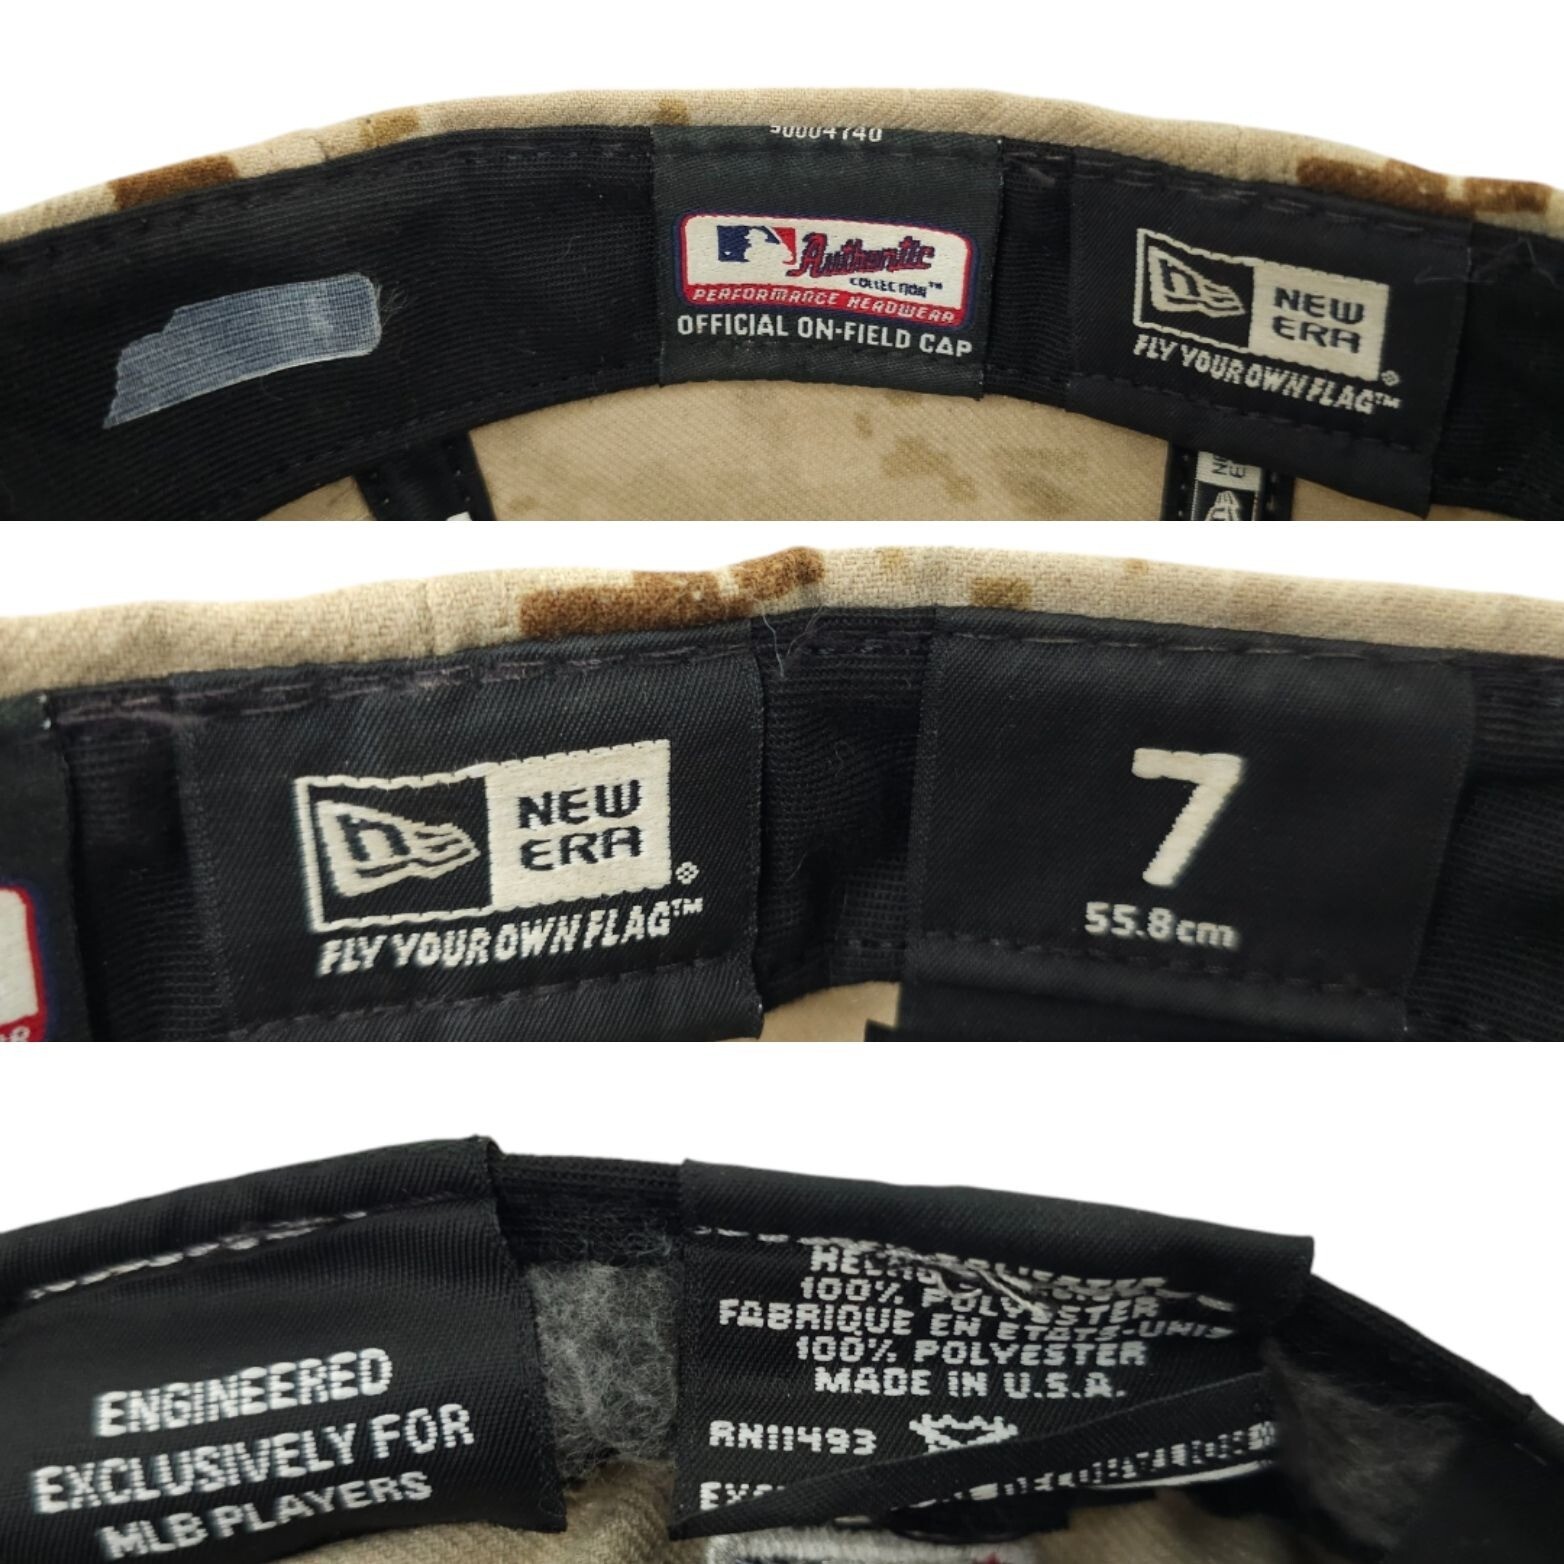 Authentic
COLLECTION™
PERFORMANCE HEADWEAR
OFFICIAL ON-FIELD CAP
NEW
ERA
®
FLY YOUR OWN FLAG™
NE
NEW
ERA
®
FLY YOUR OWN FLAG™
7
55.8cm
ENGINEERED
EXCLUSIVELY FOR
MLB PLAYERS
100% POLYESTER
FABRIQUE EN ETATS-UNIS
100% POLYESTER
MADE IN U.S.A.
RN11493